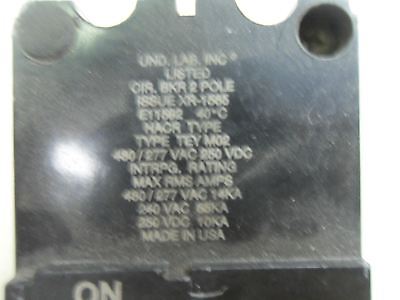 UND. LAB. INC ®
LISTED
CIR. BKR 2 POLE
ISSUE XR-1565
E11592 40°C
HACR TYPE
TYPE TEY M02
480 / 277 VAC 250 VDC
INTRPG. RATING
MAX RMS AMPS
480 / 277 VAC 14KA
240 VAC 65KA
250 VDC 10KA
MADE IN USA
ON